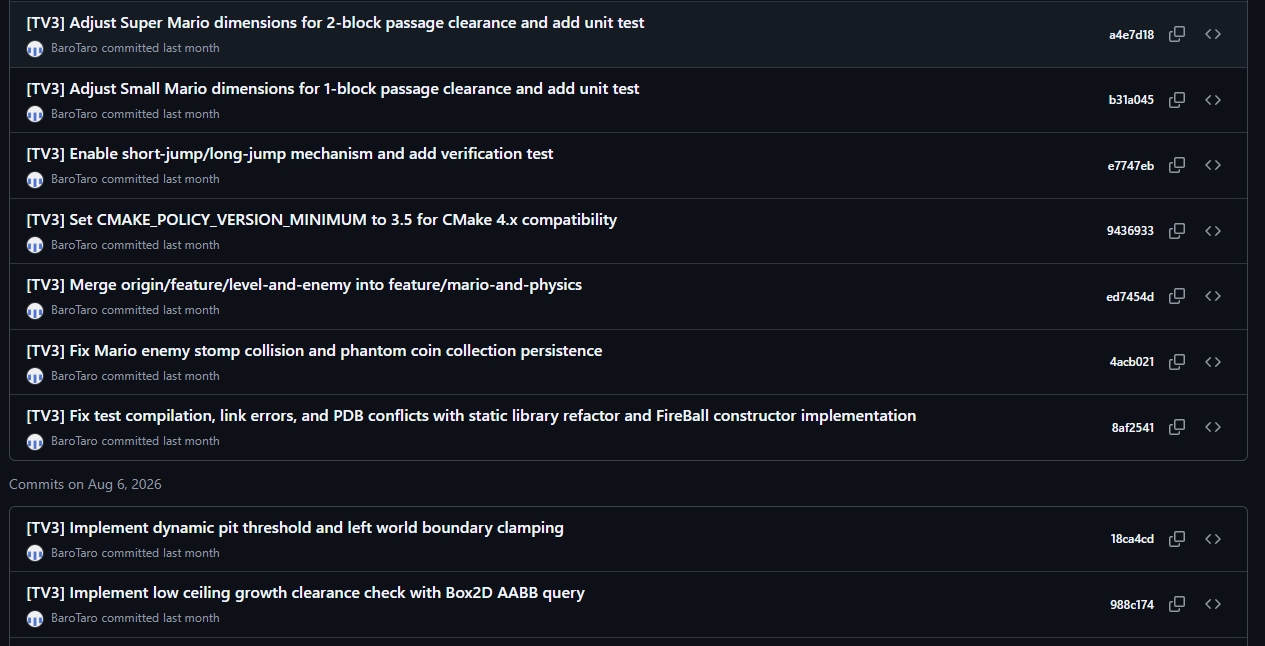 [TV3] Adjust Super Mario dimensions for 2-block passage clearance and add unit test
BaroTaro committed last month
a4e7d18
[TV3] Adjust Small Mario dimensions for 1-block passage clearance and add unit test
BaroTaro committed last month
b31a045
[TV3] Enable short-jump/long-jump mechanism and add verification test
BaroTaro committed last month
e7747eb
[TV3] Set CMAKE_POLICY_VERSION_MINIMUM to 3.5 for CMake 4.x compatibility
BaroTaro committed last month
9436933
[TV3] Merge origin/feature/level-and-enemy into feature/mario-and-physics
BaroTaro committed last month
ed7454d
[TV3] Fix Mario enemy stomp collision and phantom coin collection persistence
BaroTaro committed last month
4acb021
[TV3] Fix test compilation, link errors, and PDB conflicts with static library refactor and FireBall constructor implementation
BaroTaro committed last month
8af2541
Commits on Aug 6, 2026
[TV3] Implement dynamic pit threshold and left world boundary clamping
BaroTaro committed last month
18ca4cd
[TV3] Implement low ceiling growth clearance check with Box2D AABB query
BaroTaro committed last month
988c174